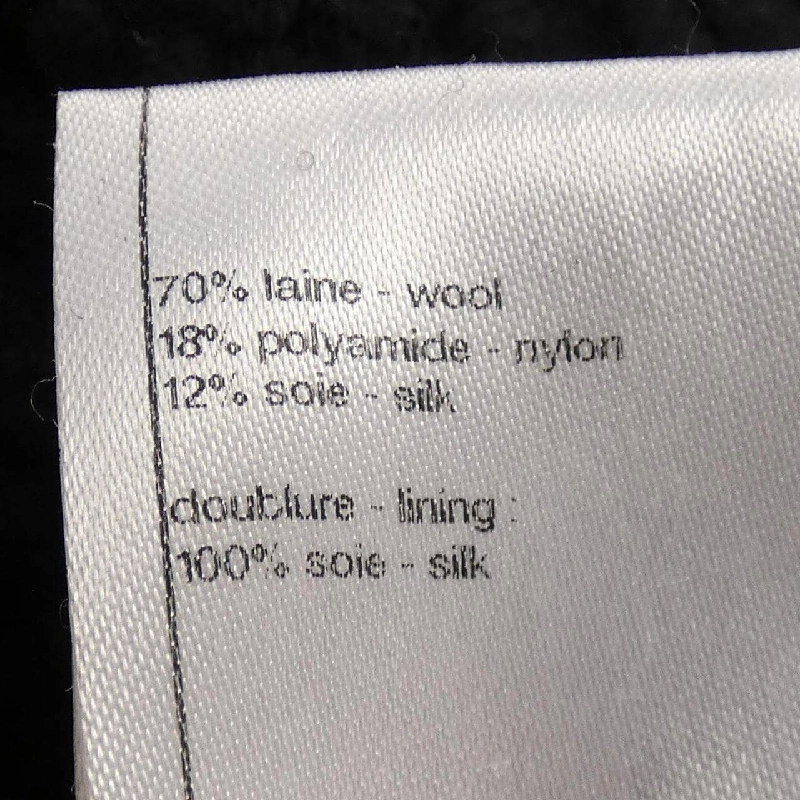 70% laine - wool
18% polyamide - nylon
12% soie - silk
doublure - lining :
100% soie - silk